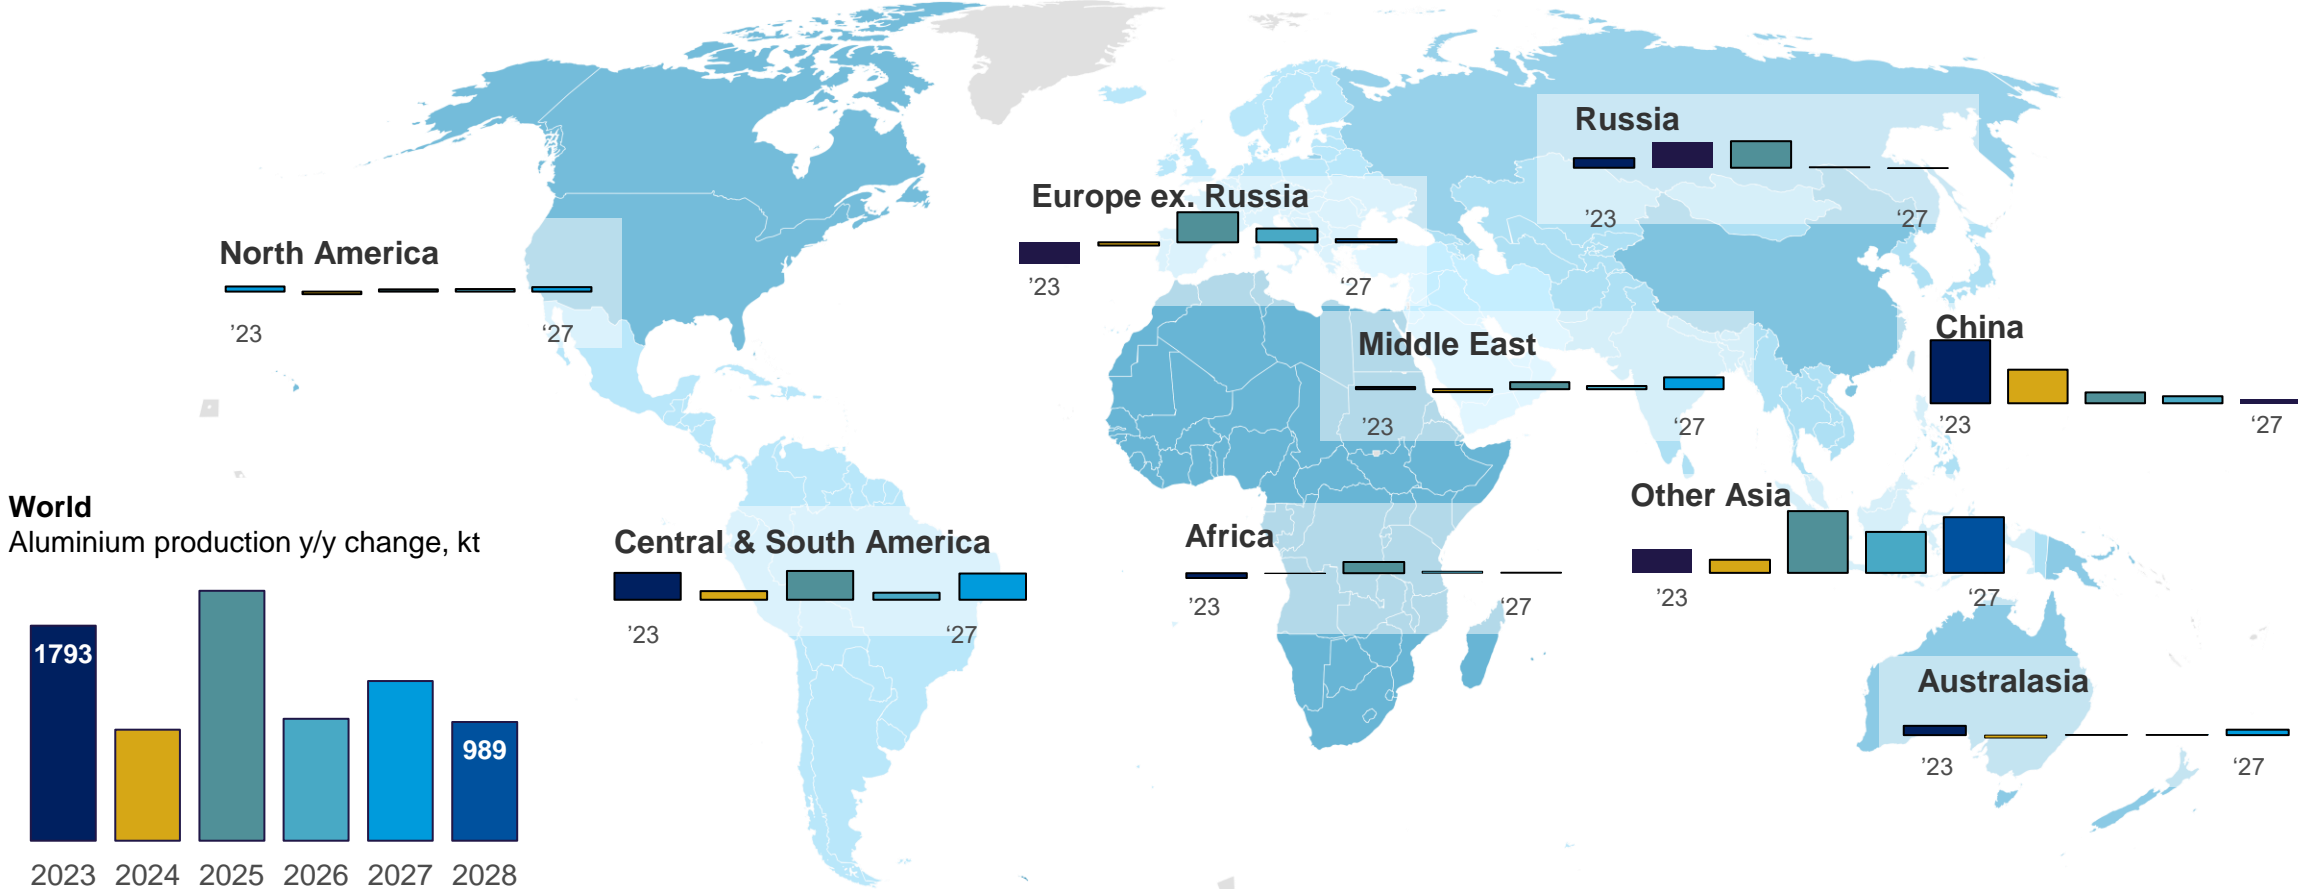 Russia
’23
‘27
Europe ex. Russia
’23
‘27
North America
’23
‘27
Middle East
’23
‘27
China
’23
‘27
World
Aluminium production y/y change, kt
1793
989
2023
2024
2025
2026
2027
2028
Central & South America
’23
‘27
Africa
’23
‘27
Other Asia
’23
‘27
Australasia
’23
‘27